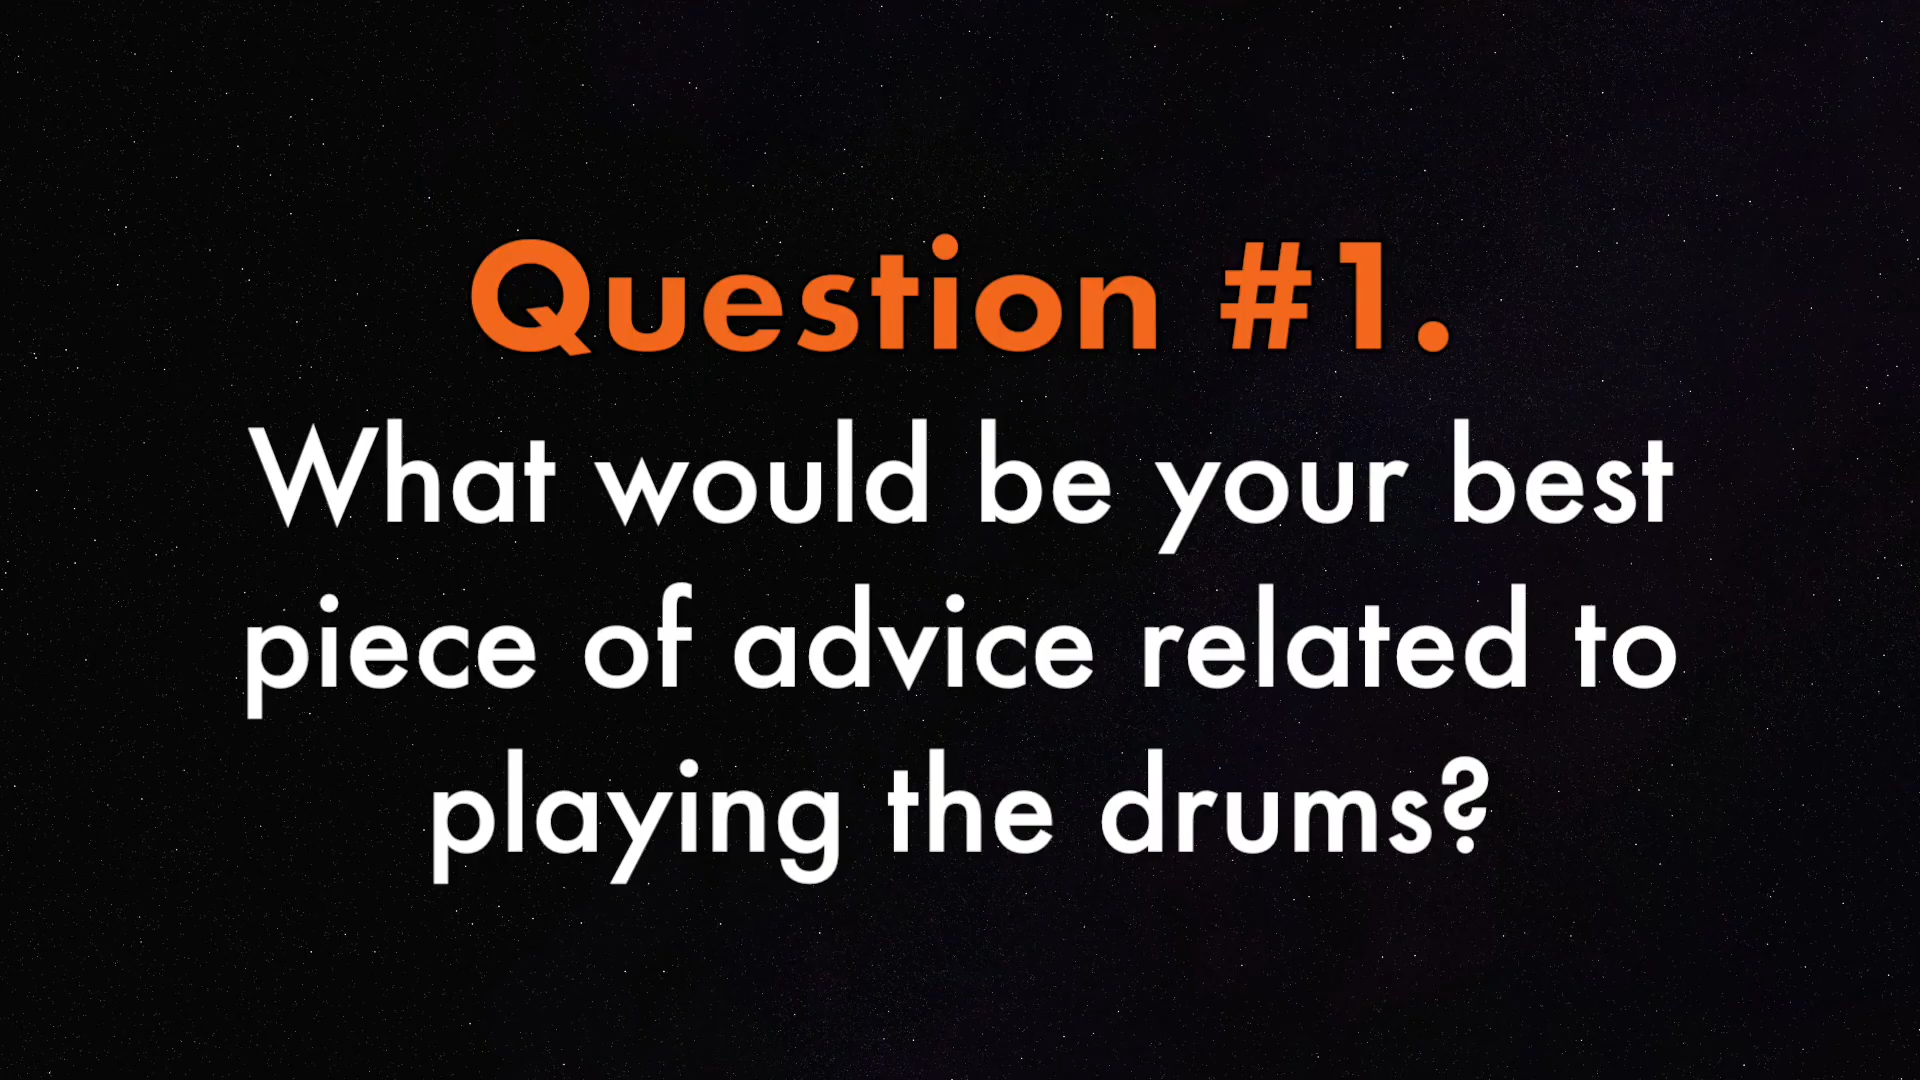 Question #1.
What would be your best
piece of advice related to
playing the drums?